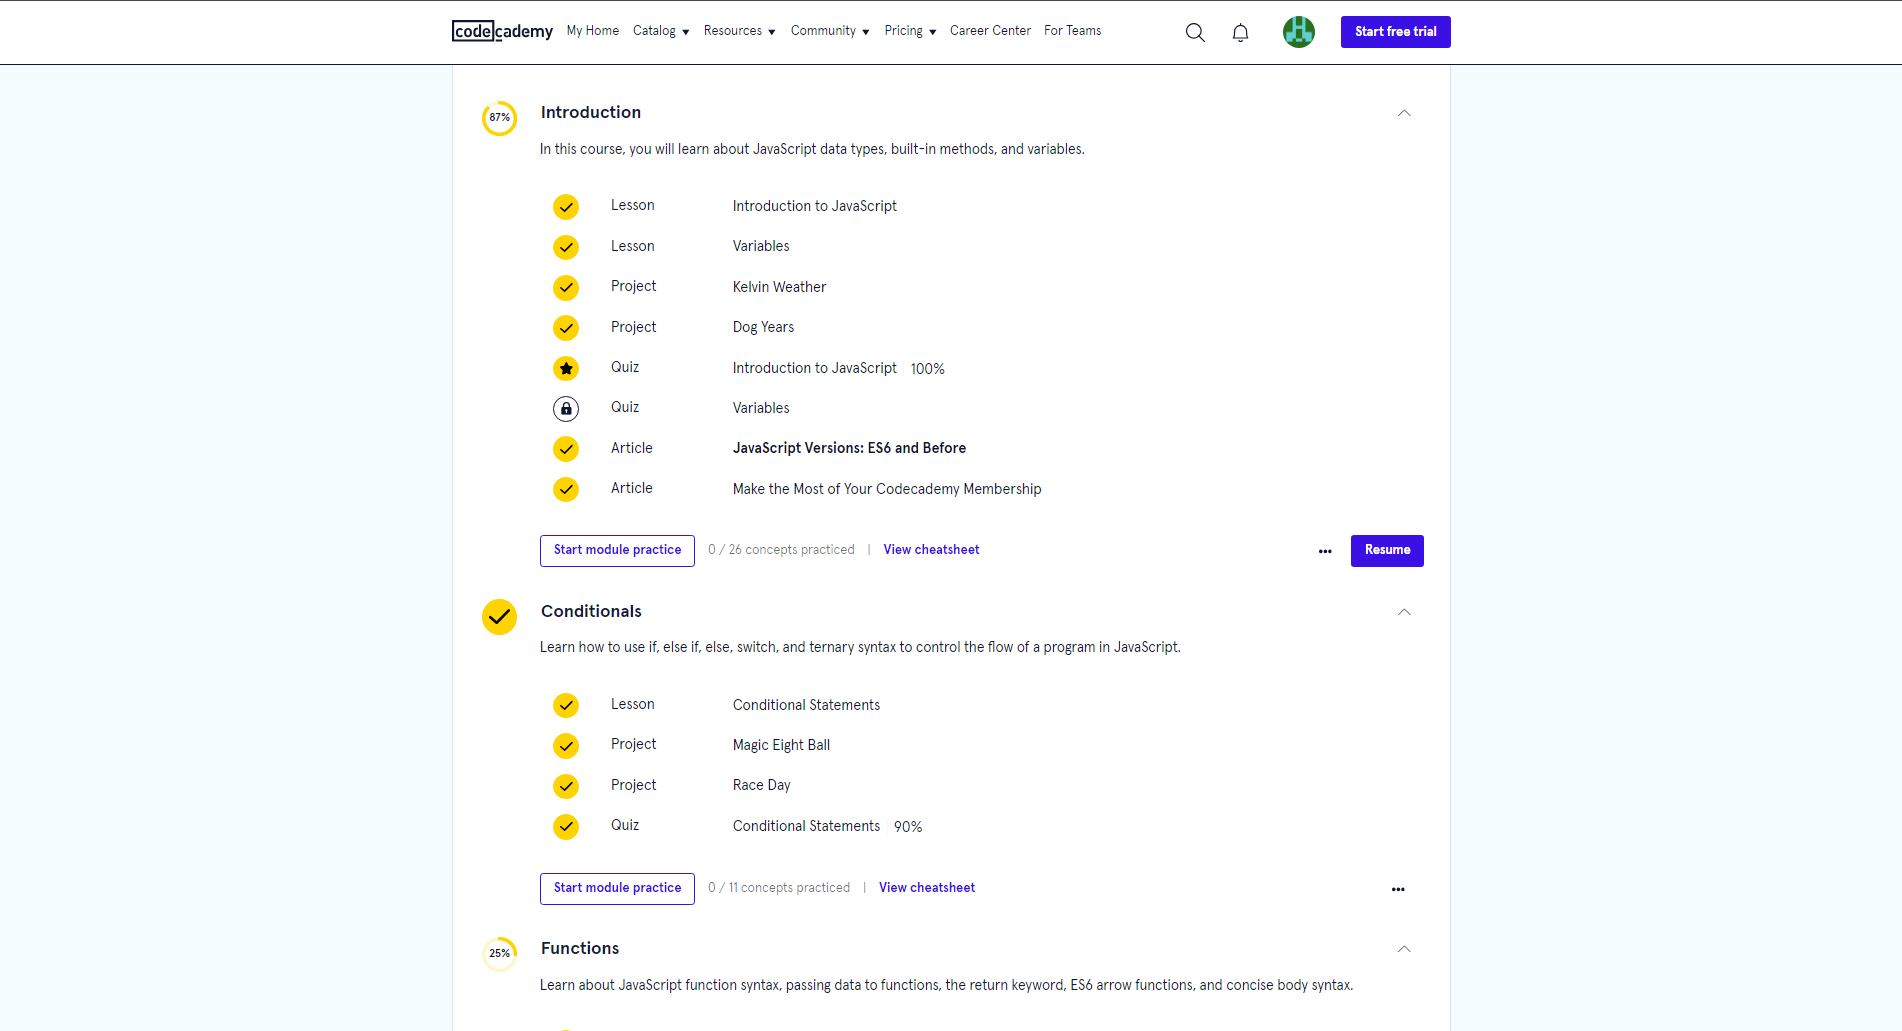 codecademy My Home Catalog Resources Community Pricing Career Center For Teams Start free trial
87% Introduction
In this course, you will learn about JavaScript data types, built-in methods, and variables.
Lesson Introduction to JavaScript
Lesson Variables
Project Kelvin Weather
Project Dog Years
Quiz Introduction to JavaScript 100%
Quiz Variables
Article JavaScript Versions: ES6 and Before
Article Make the Most of Your Codecademy Membership
Start module practice 0 / 26 concepts practiced | View cheatsheet ••• Resume
Conditionals
Learn how to use if, else if, else, switch, and ternary syntax to control the flow of a program in JavaScript.
Lesson Conditional Statements
Project Magic Eight Ball
Project Race Day
Quiz Conditional Statements 90%
Start module practice 0 / 11 concepts practiced | View cheatsheet •••
25% Functions
Learn about JavaScript function syntax, passing data to functions, the return keyword, ES6 arrow functions, and concise body syntax.